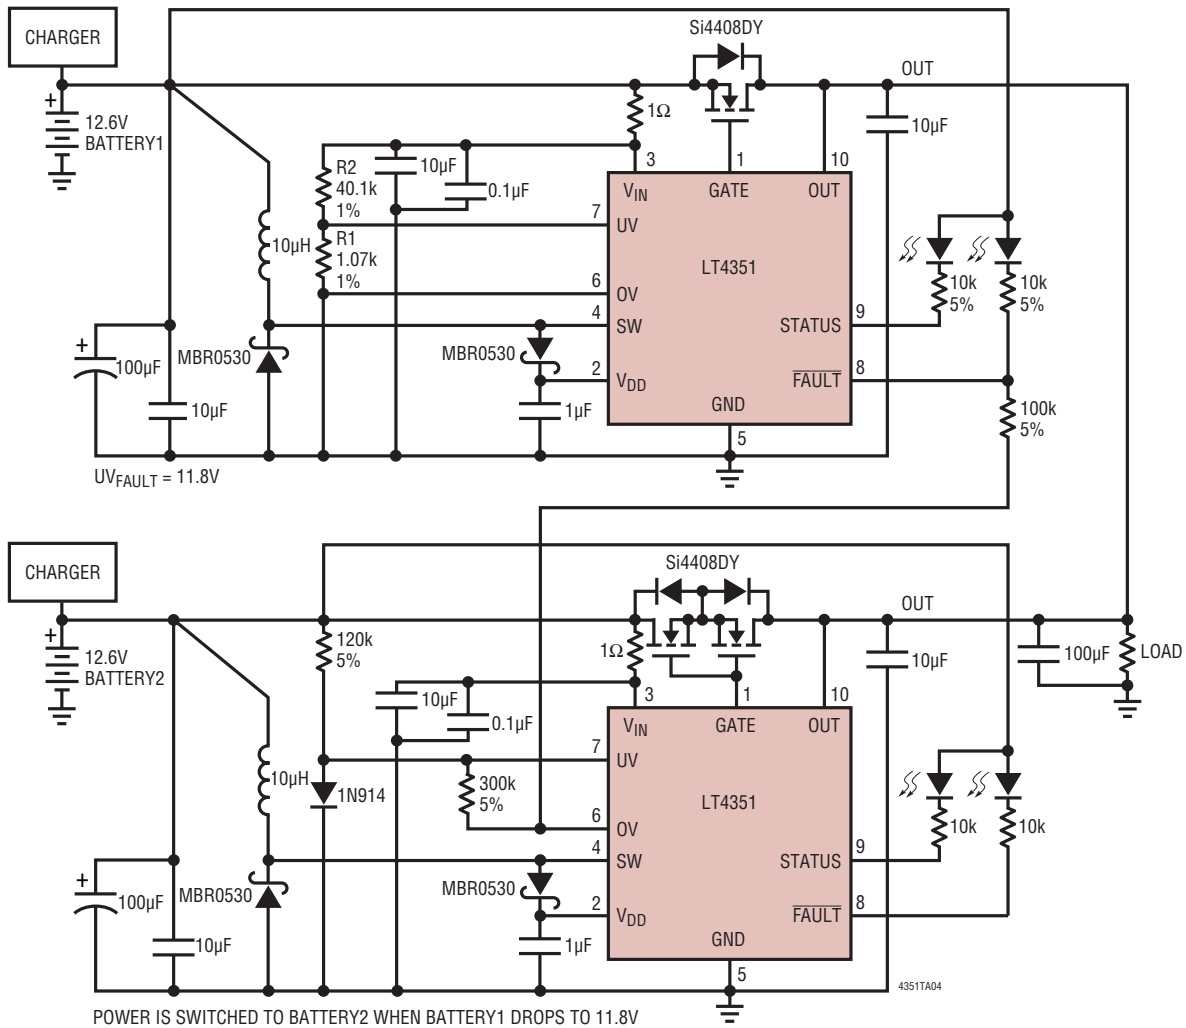 CHARGER
Si4408DY
OUT
+
12.6V
BATTERY1
1Ω
10µF
3
1
10
R2
40.1k
1%
10µF
0.1µF
VIN
GATE
OUT
7
UV
10µH
R1
1.07k
1%
LT4351
6
OV
10k
5%
10k
5%
4
SW
STATUS
9
+
100µF
MBR0530
MBR0530
2
VDD
FAULT
8
10µF
1µF
GND
5
100k
5%
UVFAULT = 11.8V
CHARGER
Si4408DY
OUT
+
12.6V
BATTERY2
120k
5%
1Ω
10µF
100µF
LOAD
10µF
0.1µF
3
1
10
VIN
GATE
OUT
7
UV
10µH
1N914
300k
5%
LT4351
6
OV
10k
10k
4
SW
STATUS
9
+
100µF
MBR0530
MBR0530
2
VDD
FAULT
8
10µF
1µF
GND
5
4351TA04
POWER IS SWITCHED TO BATTERY2 WHEN BATTERY1 DROPS TO 11.8V